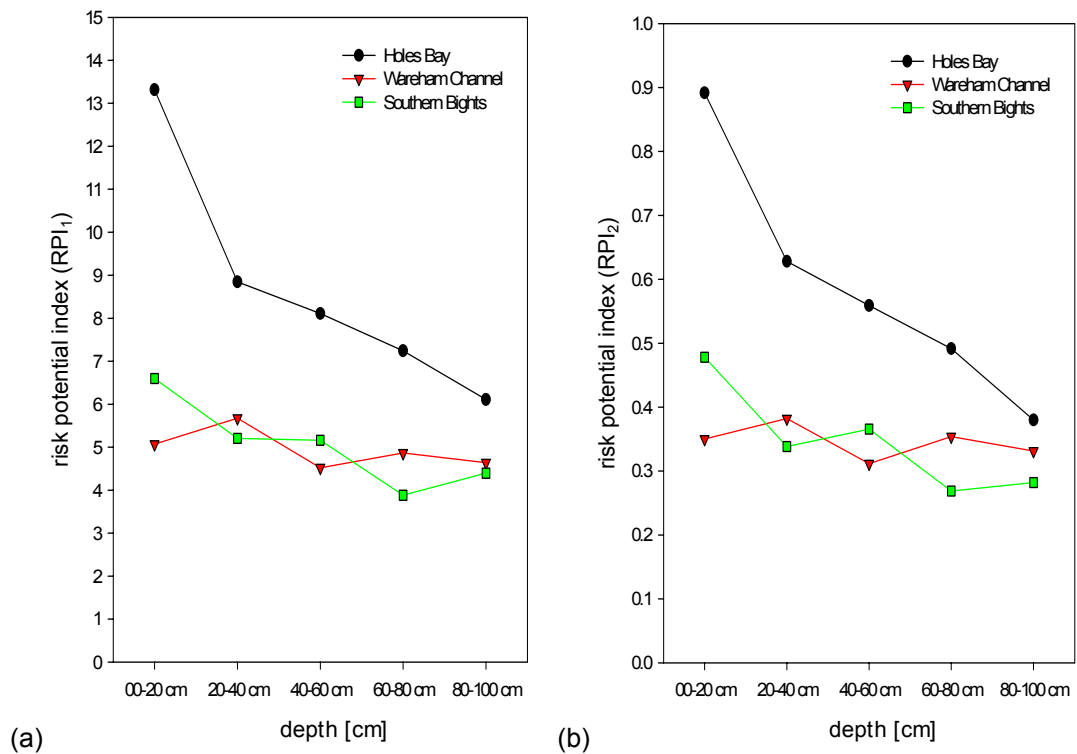 15
14
13
12
11
10
9
8
7
6
5
4
3
2
1
0
risk potential index (RPI₁)
Holes Bay
Wareham Channel
Southern Bights
00-20 cm 20-40 cm 40-60 cm 60-80 cm 80-100 cm
depth [cm]
(a)
1.0
0.9
0.8
0.7
0.6
0.5
0.4
0.3
0.2
0.1
0.0
risk potential index (RPI₂)
Holes Bay
Wareham Channel
Southern Bights
00-20 cm 20-40 cm 40-60 cm 60-80 cm 80-100 cm
depth [cm]
(b)